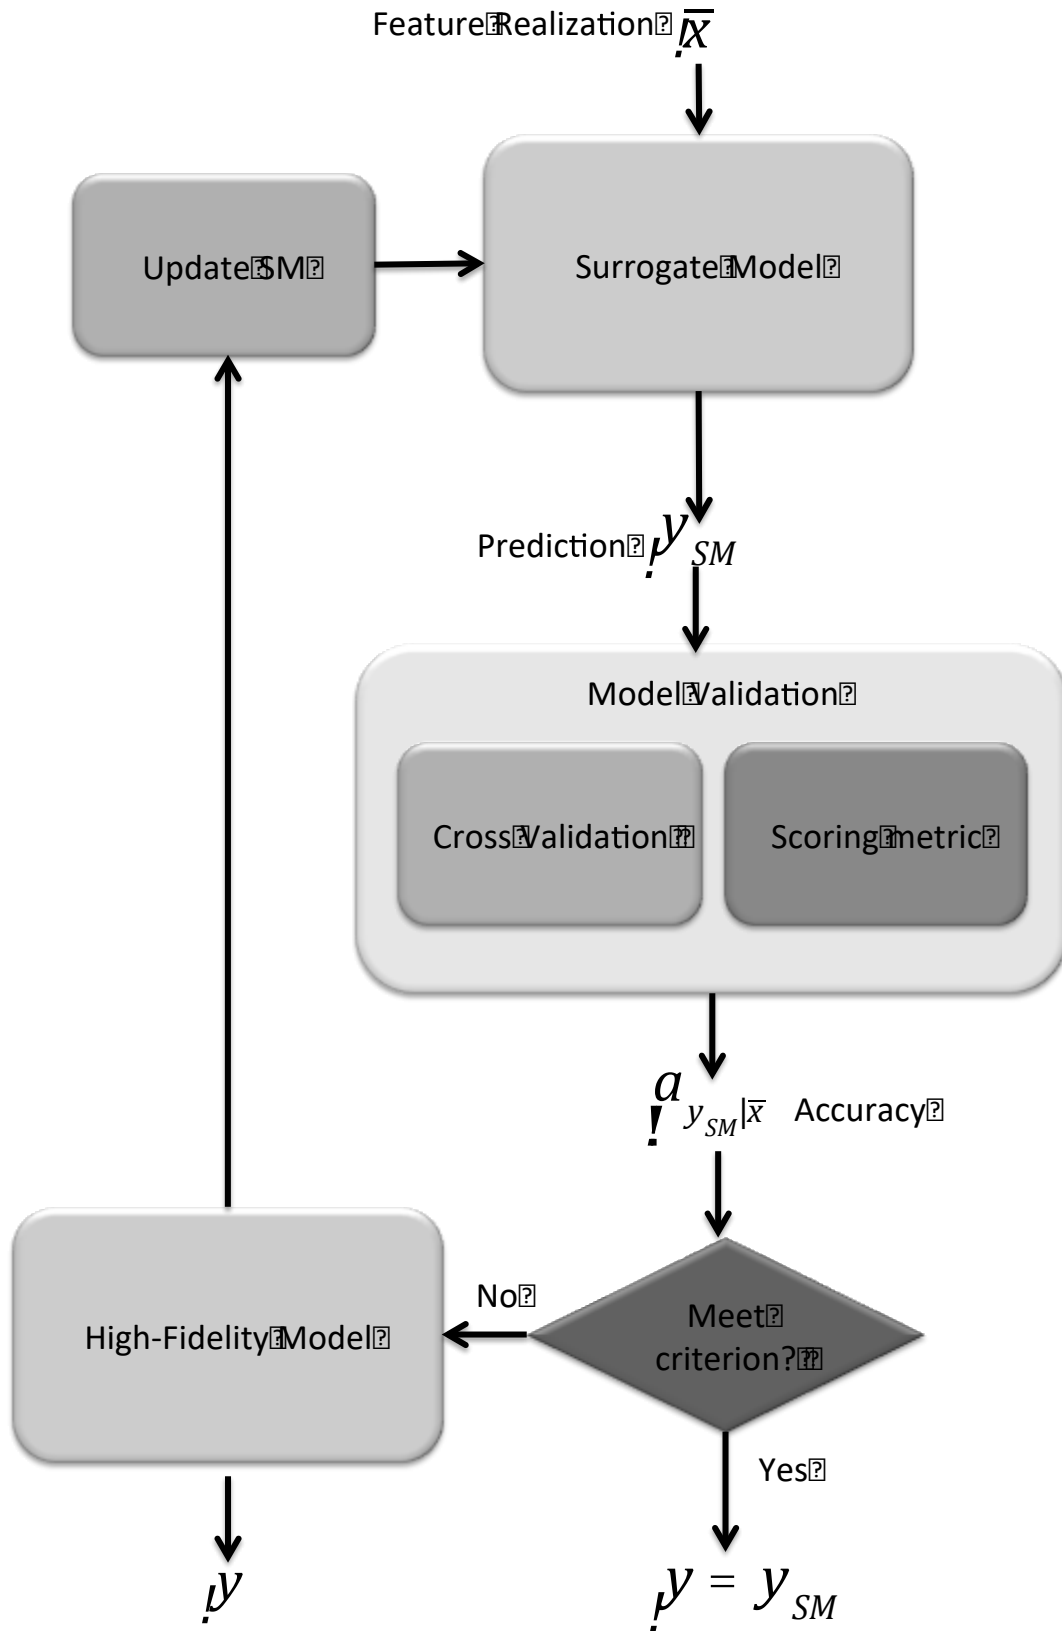 Feature Realization x̄
Update SM
Surrogate Model
Prediction y_SM
Model Validation
Cross Validation
Scoring metric
a_{y_SM|x̄} Accuracy
No
High-Fidelity Model
Meet
criterion?
Yes
y
y = y_SM